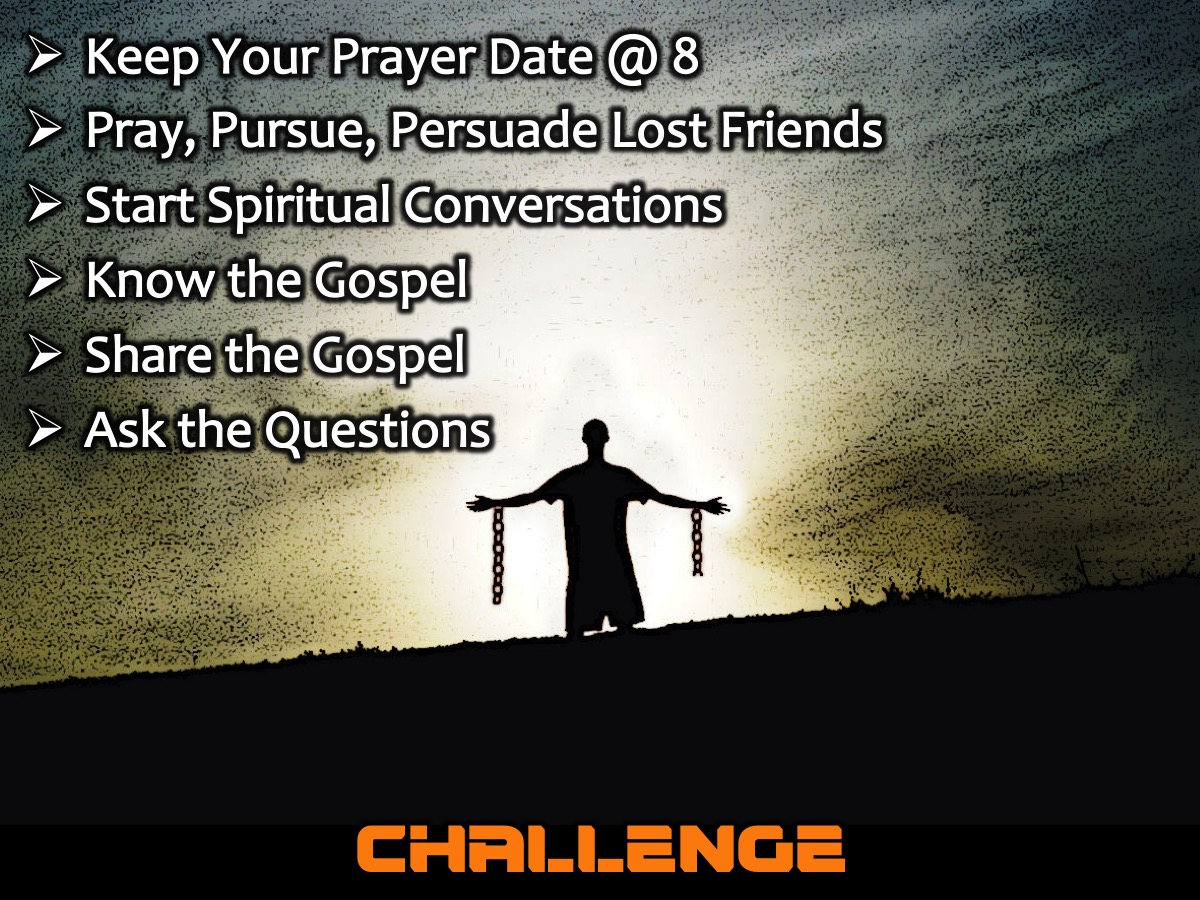 ➢ Keep Your Prayer Date @ 8
➢ Pray, Pursue, Persuade Lost Friends
➢ Start Spiritual Conversations
➢ Know the Gospel
➢ Share the Gospel
➢ Ask the Questions
CHALLENGE